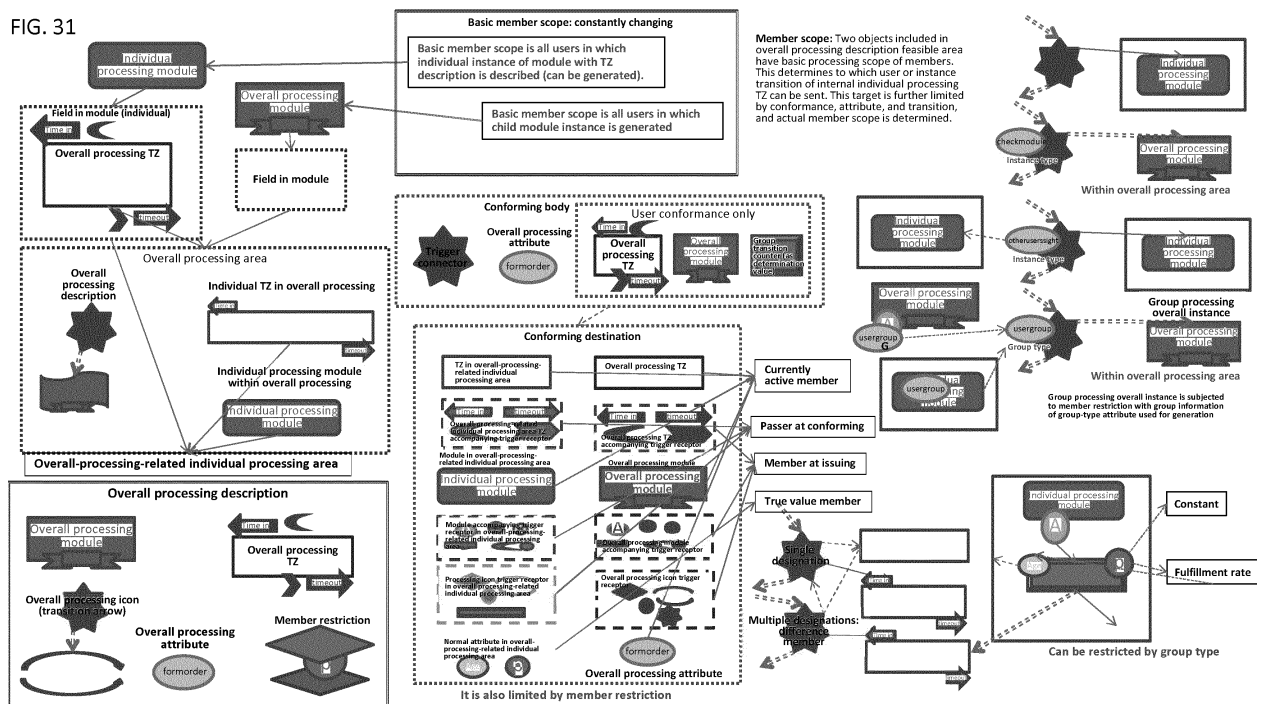 FIG. 31
Basic member scope: constantly changing
Basic member scope is all users in which
individual instance of module with TZ
description is described (can be generated).
Basic member scope is all users in which
child module instance is generated
Individual
processing module
Overall processing
module
Field in module (individual)
Time in
Overall processing TZ
timeout
Field in module
Member scope: Two objects included in
overall processing description feasible area
have basic processing scope of members.
This determines to which user or instance
transition of internal individual processing
TZ can be sent. This target is further limited
by conformance, attribute, and transition,
and actual member scope is determined.
Individual
processing
module
checkmodule
Instance type
Overall processing
module
Within overall processing area
Overall processing area
Overall
processing
description
Individual TZ in overall processing
Time in
timeout
Individual processing module
within overall processing
Individual processing
module
Overall-processing-related individual processing area
Conforming body
User conformance only
Trigger
connector
Overall processing
attribute
formorder
Time in
Overall
processing
TZ
timeout
Overall
processing
module
Group
transition
counter (as
determination
value)
Individual
processing
module
otheruserssight
Instance type
Individual
processing
module
Overall processing
module
A
usergroup
G
usergroup
Group type
Group processing
overall instance
Overall processing
module
Within overall processing area
usergroup
Group processing overall instance is subjected
to member restriction with group information
of group-type attribute used for generation
Conforming destination
TZ in overall-processing-
related individual
processing area
Overall processing TZ
Time in
timeout
Overall-processing-related
individual processing area TZ
accompanying trigger receptor
Time in
timeout
Overall processing TZ
accompanying trigger receptor
Module in overall-processing-
related individual processing area
Individual processing
module
Overall processing module
Overall processing
module
Module accompanying trigger
receptor in overall-processing-
related individual processing
area
A
Overall processing module
accompanying trigger receptor
Processing icon trigger receptor
in overall-processing-related
individual processing area
Overall processing icon trigger
receptor
Normal attribute in overall-
processing-related individual
processing area
formorder
Overall processing attribute
It is also limited by member restriction
Currently
active member
Passer at conforming
Member at issuing
True value member
Single
designation
Time in
timeout
Multiple designations:
difference
member
Time in
timeout
Individual processing
module
A
Constant
Fulfillment rate
Can be restricted by group type
Overall processing description
Overall processing
module
Time in
Overall processing
TZ
timeout
Overall processing icon
(transition arrow)
Overall processing
attribute
formorder
Member restriction